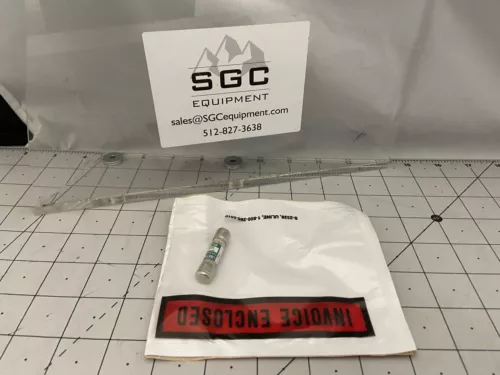 SGC
EQUIPMENT
sales@SGCequipment.com
512-827-3638
INVOICE ENCLOSED